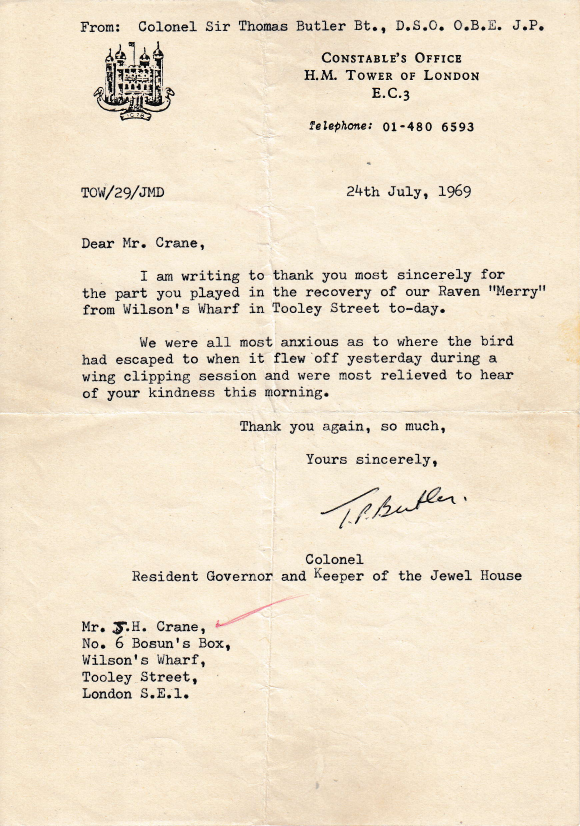 From: Colonel Sir Thomas Butler Bt., D.S.O. O.B.E. J.P.
Constable's Office
H.M. Tower of London
E.C.3
Telephone: 01-480 6593
TOW/29/JMD 24th July, 1969
Dear Mr. Crane,
I am writing to thank you most sincerely for
the part you played in the recovery of our Raven "Merry"
from Wilson's Wharf in Tooley Street to-day.
We were all most anxious as to where the bird
had escaped to when it flew off yesterday during a
wing clipping session and were most relieved to hear
of your kindness this morning.
Thank you again, so much,
Yours sincerely,
T.P. Butler.
Colonel
Resident Governor and Keeper of the Jewel House
Mr. J.H. Crane,
No. 6 Bosun's Box,
Wilson's Wharf,
Tooley Street,
London S.E.1.